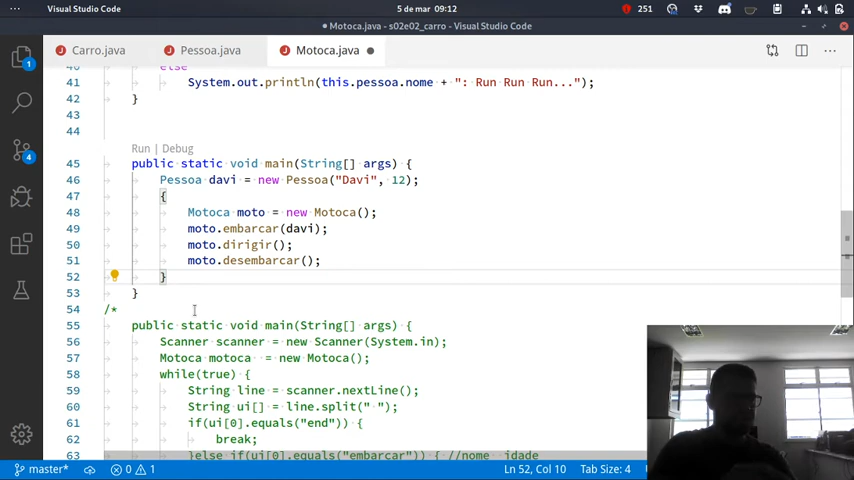 Visual Studio Code
5 de mar 09:12
251
Motoca.java - s02e02_carro - Visual Studio Code
Carro.java
Pessoa.java
Motoca.java
40 else
41 System.out.println(this.pessoa.nome + ": Run Run Run...");
42 }
43
44
Run | Debug
45 public static void main(String[] args) {
46 Pessoa davi = new Pessoa("Davi", 12);
47 {
48 Motoca moto = new Motoca();
49 moto.embarcar(davi);
50 moto.dirigir();
51 moto.desembarcar();
52 }
53 }
54 /*
55 public static void main(String[] args) {
56 Scanner scanner = new Scanner(System.in);
57 Motoca motoca = new Motoca();
58 while(true) {
59 String line = scanner.nextLine();
60 String ui[] = line.split(" ");
61 if(ui[0].equals("end")) {
62 break;
63 }else if(ui[0].equals("embarcar")) { //nome idade
1
4
master*
0
1
Ln 52, Col 10
Tab Size: 4